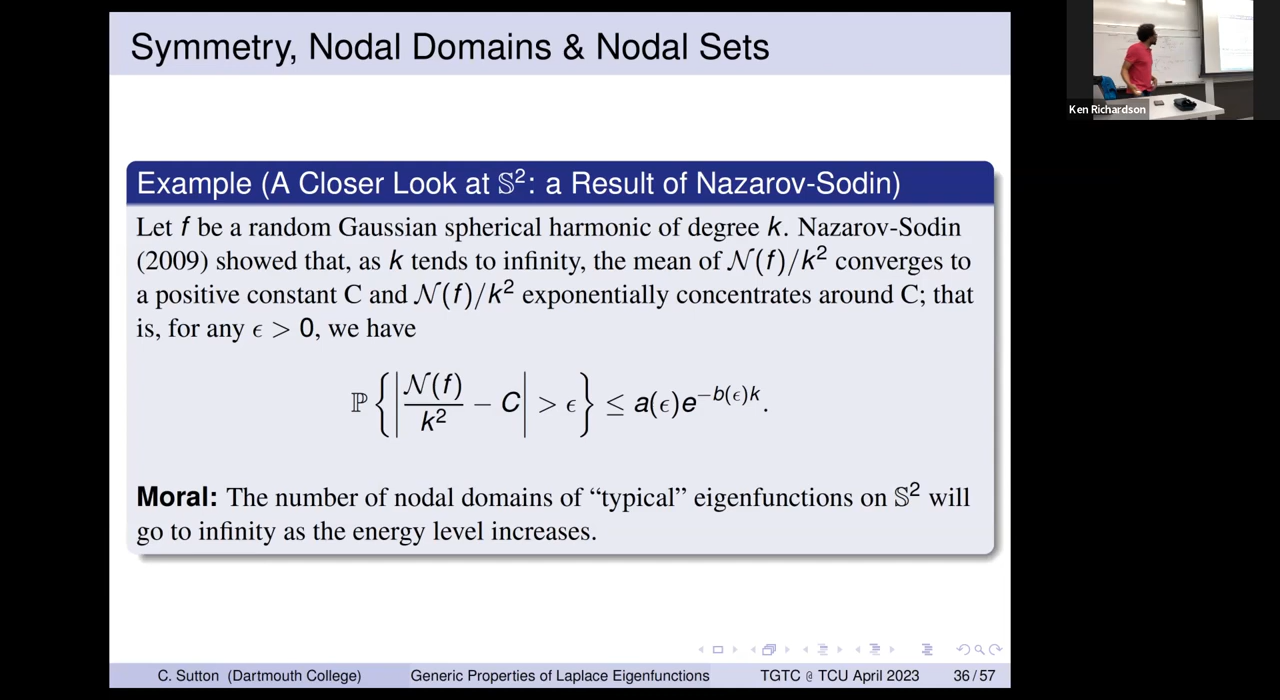 Symmetry, Nodal Domains & Nodal Sets
Ken Richardson
Example (A Closer Look at 𝕊²: a Result of Nazarov-Sodin)
Let f be a random Gaussian spherical harmonic of degree k. Nazarov-Sodin
(2009) showed that, as k tends to infinity, the mean of 𝒩(f)/k² converges to
a positive constant C and 𝒩(f)/k² exponentially concentrates around C; that
is, for any ϵ > 0, we have
ℙ{|𝒩(f)/k² − C| > ϵ} ≤ a(ϵ)e^{−b(ϵ)k}.
Moral: The number of nodal domains of “typical” eigenfunctions on 𝕊² will
go to infinity as the energy level increases.
C. Sutton (Dartmouth College) Generic Properties of Laplace Eigenfunctions TGTC @ TCU April 2023 36 / 57